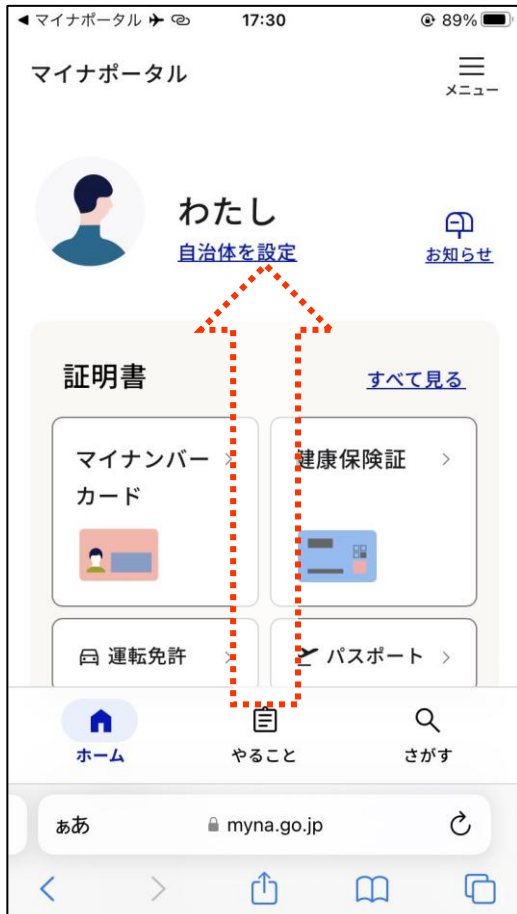 マイナポータル
17:30
89%
マイナポータル
メニュー
わたし
自治体を設定
お知らせ
証明書
すべて見る
マイナンバー
カード
健康保険証
運転免許
パスポート
ホーム
やること
さがす
ぁあ
myna.go.jp